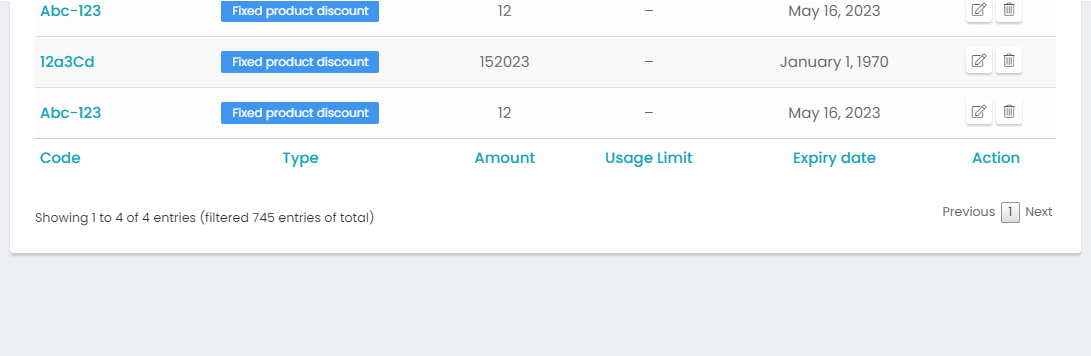 Abc-123 Fixed product discount 12 – May 16, 2023
12a3Cd Fixed product discount 152023 – January 1, 1970
Abc-123 Fixed product discount 12 – May 16, 2023
Code Type Amount Usage Limit Expiry date Action
Showing 1 to 4 of 4 entries (filtered 745 entries of total) Previous 1 Next